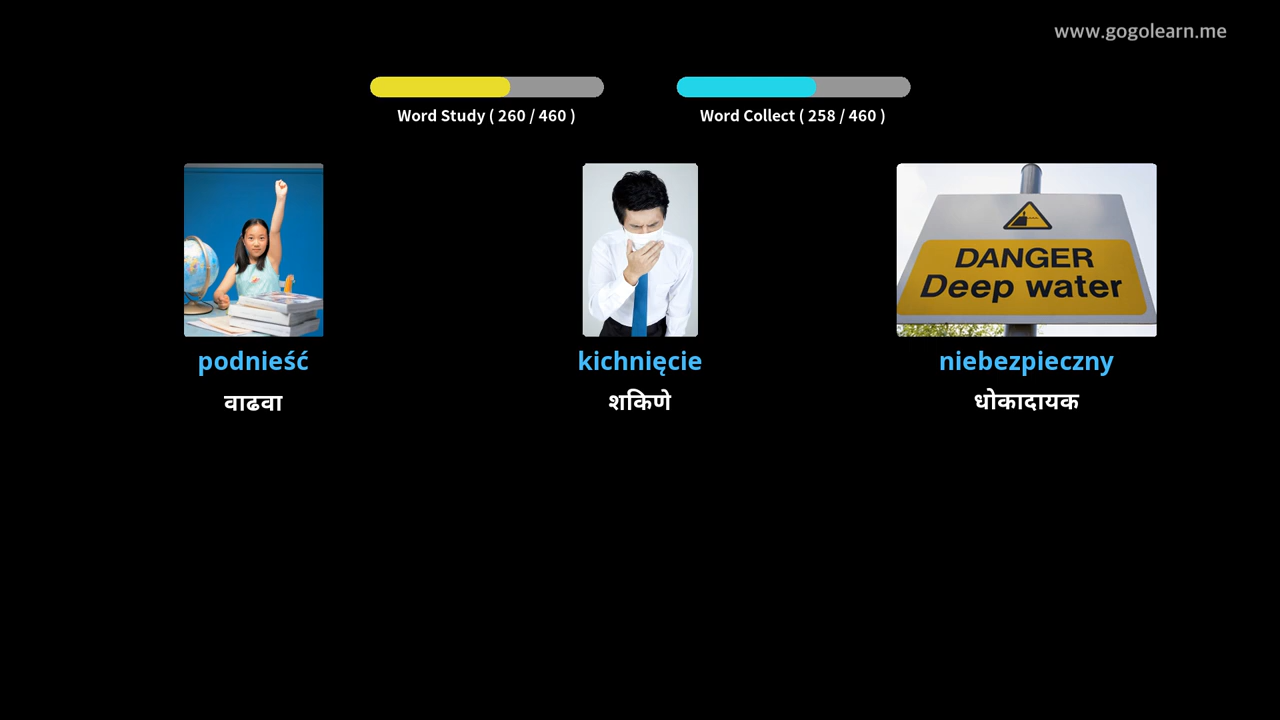 www.gogolearn.me
Word Study ( 260 / 460 )
Word Collect ( 258 / 460 )
DANGER
Deep water
podnieść
kichnięcie
niebezpieczny
वाढवा
शकिणे
धोकादायक